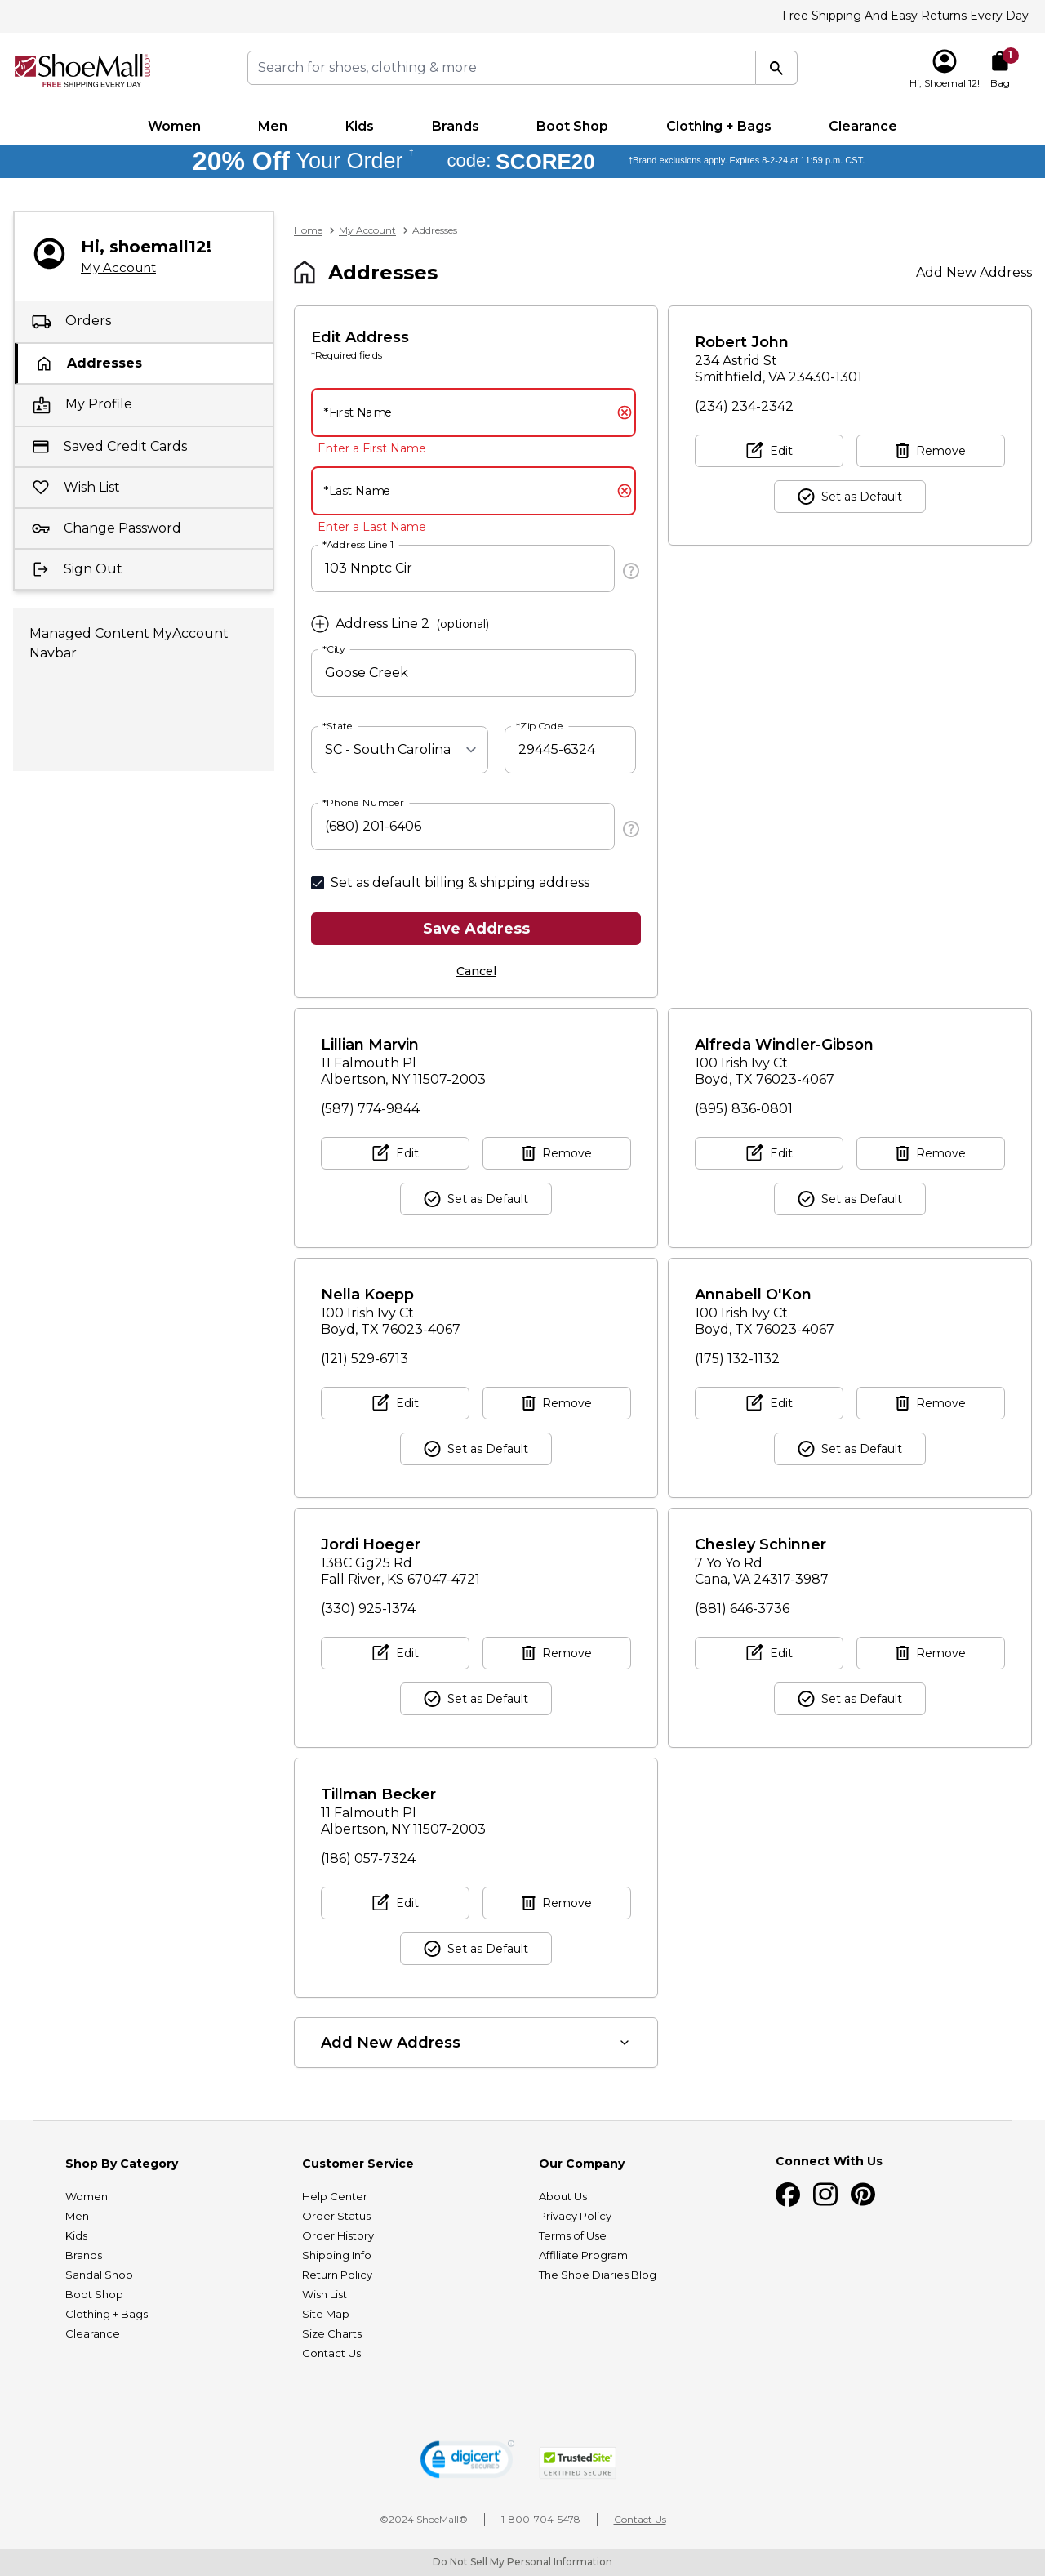 Free Shipping And Easy Returns Every Day
ShoeMall.com
FREE SHIPPING EVERY DAY
Search for shoes, clothing & more
Hi, Shoemall12!
1
Bag
Women Men Kids Brands Boot Shop Clothing + Bags Clearance
20% Off Your Order † code: SCORE20 †Brand exclusions apply. Expires 8-2-24 at 11:59 p.m. CST.
Hi, shoemall12!
My Account
Orders
Addresses
My Profile
Saved Credit Cards
Wish List
Change Password
Sign Out
Managed Content MyAccount
Navbar
Home > My Account > Addresses
Addresses
Add New Address
Edit Address
*Required fields
*First Name
Enter a First Name
*Last Name
Enter a Last Name
*Address Line 1
103 Nnptc Cir
?
Address Line 2 (optional)
*City
Goose Creek
*State
SC - South Carolina
*Zip Code
29445-6324
*Phone Number
(680) 201-6406
?
Set as default billing & shipping address
Save Address
Cancel
Robert John
234 Astrid St
Smithfield, VA 23430-1301
(234) 234-2342
Edit
Remove
Set as Default
Lillian Marvin
11 Falmouth Pl
Albertson, NY 11507-2003
(587) 774-9844
Edit
Remove
Set as Default
Alfreda Windler-Gibson
100 Irish Ivy Ct
Boyd, TX 76023-4067
(895) 836-0801
Edit
Remove
Set as Default
Nella Koepp
100 Irish Ivy Ct
Boyd, TX 76023-4067
(121) 529-6713
Edit
Remove
Set as Default
Annabell O'Kon
100 Irish Ivy Ct
Boyd, TX 76023-4067
(175) 132-1132
Edit
Remove
Set as Default
Jordi Hoeger
138C Gg25 Rd
Fall River, KS 67047-4721
(330) 925-1374
Edit
Remove
Set as Default
Chesley Schinner
7 Yo Yo Rd
Cana, VA 24317-3987
(881) 646-3736
Edit
Remove
Set as Default
Tillman Becker
11 Falmouth Pl
Albertson, NY 11507-2003
(186) 057-7324
Edit
Remove
Set as Default
Add New Address
Shop By Category
Women
Men
Kids
Brands
Sandal Shop
Boot Shop
Clothing + Bags
Clearance
Customer Service
Help Center
Order Status
Order History
Shipping Info
Return Policy
Wish List
Site Map
Size Charts
Contact Us
Our Company
About Us
Privacy Policy
Terms of Use
Affiliate Program
The Shoe Diaries Blog
Connect With Us
digicert
SECURED
TrustedSite
CERTIFIED SECURE
©2024 ShoeMall® | 1-800-704-5478 | Contact Us
Do Not Sell My Personal Information